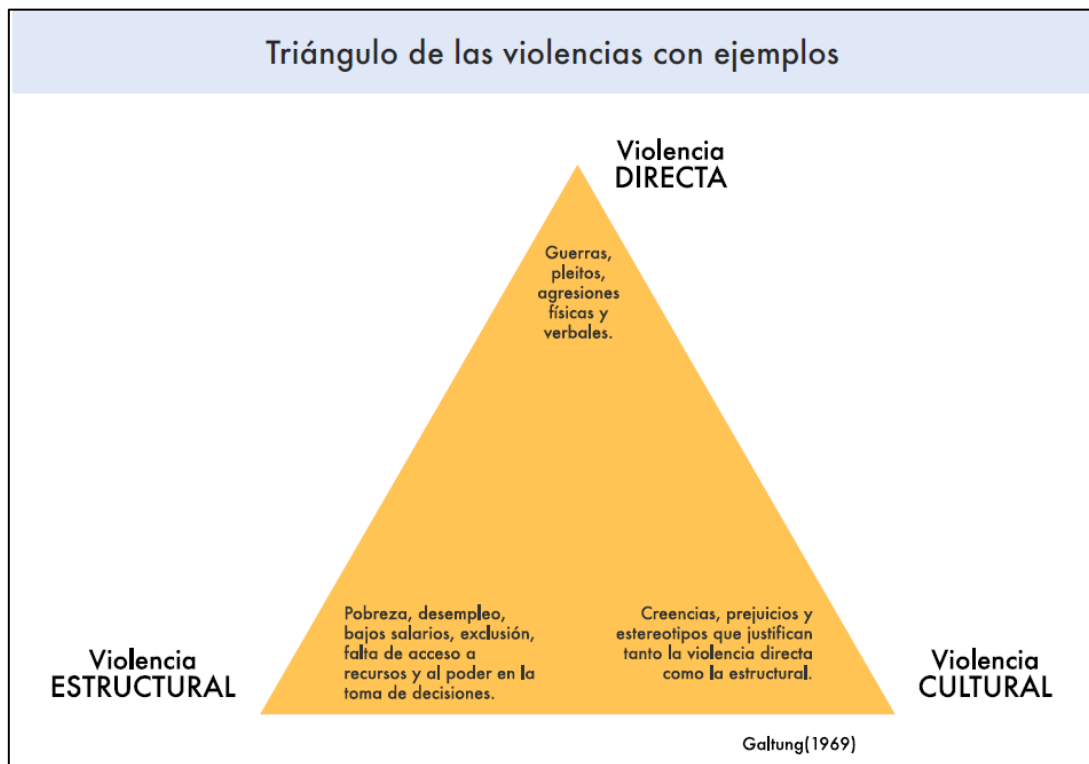 Triángulo de las violencias con ejemplos
Violencia
DIRECTA
Guerras,
pleitos,
agresiones
físicas y
verbales.
Pobreza, desempleo,
bajos salarios, exclusión,
falta de acceso a
recursos y al poder en la
toma de decisiones.
Creencias, prejuicios y
estereotipos que justifican
tanto la violencia directa
como la estructural.
Violencia
ESTRUCTURAL
Violencia
CULTURAL
Galtung(1969)